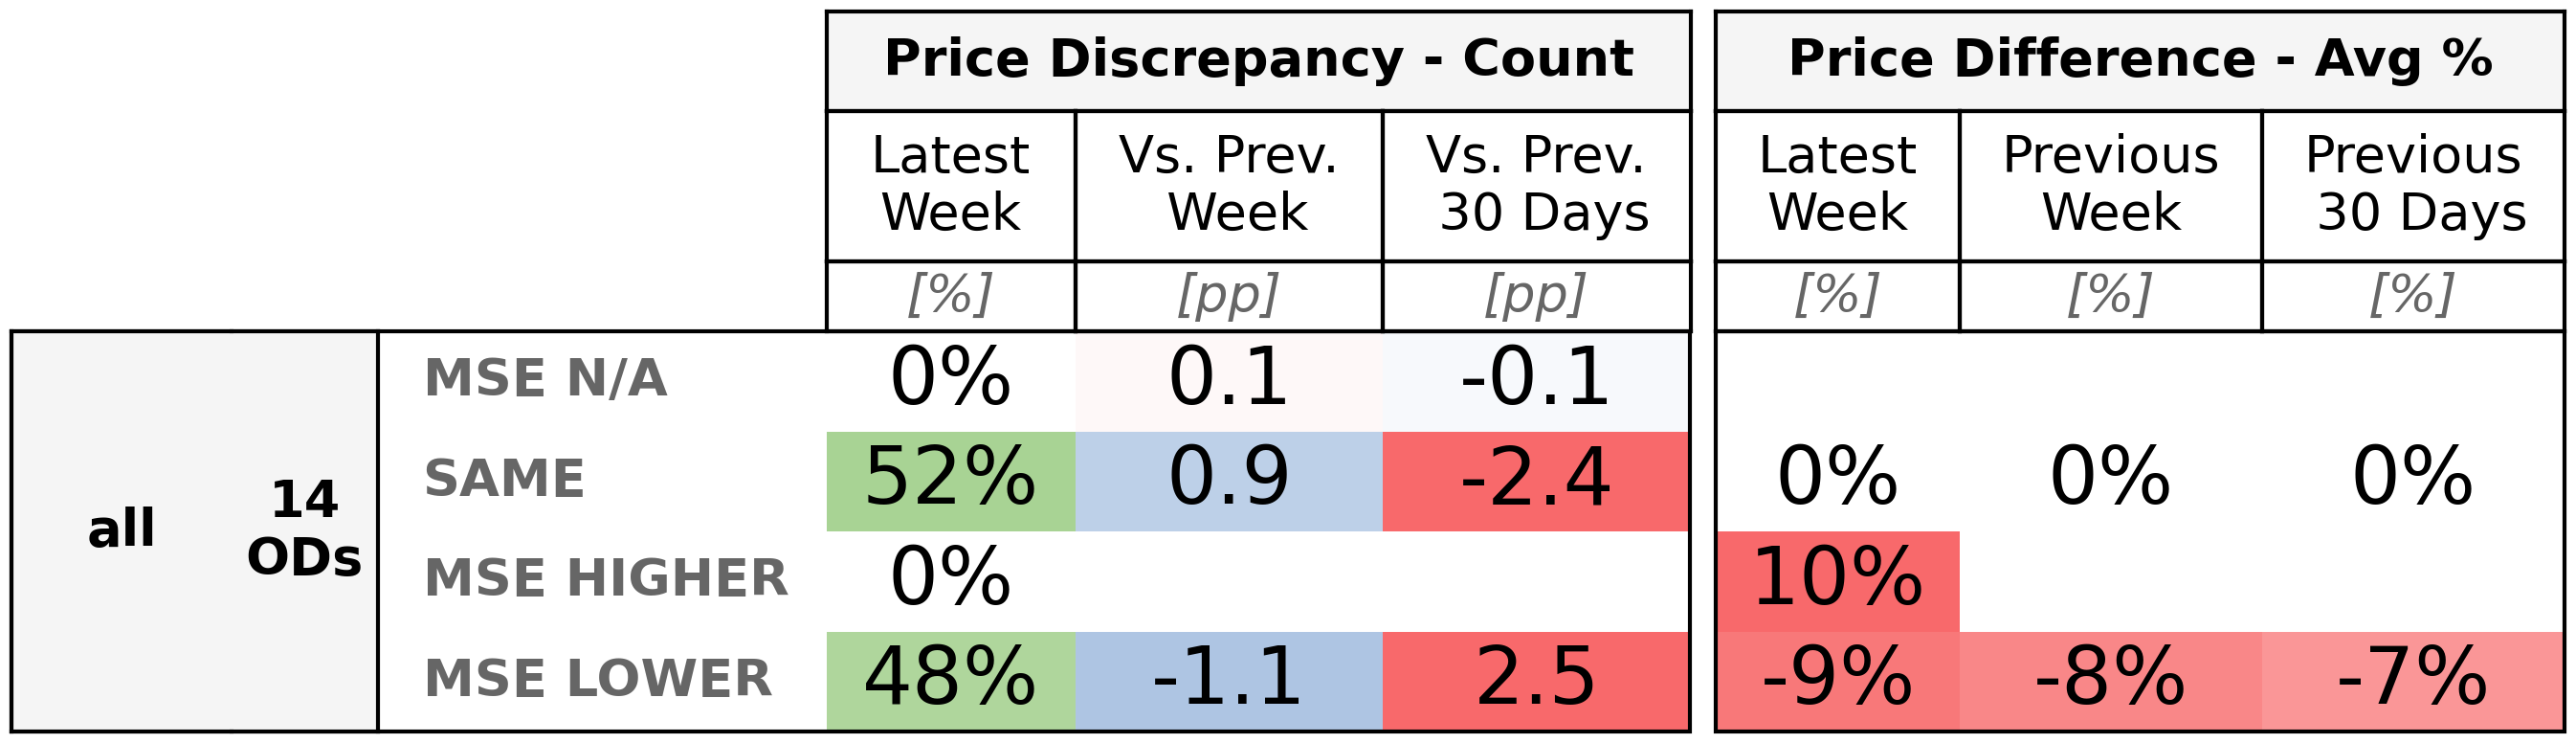 Price Discrepancy - Count Price Difference - Avg %
Latest Week Vs. Prev. Week Vs. Prev. 30 Days Latest Week Previous Week Previous 30 Days
[%] [pp] [pp] [%] [%] [%]
all 14 ODs
MSE N/A 0% 0.1 -0.1
SAME 52% 0.9 -2.4 0% 0% 0%
MSE HIGHER 0% 10%
MSE LOWER 48% -1.1 2.5 -9% -8% -7%